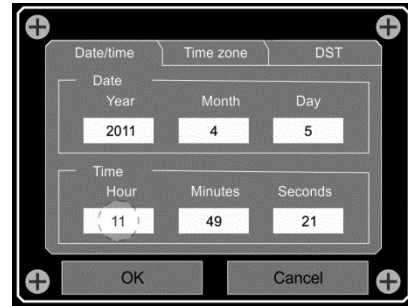 Date/time Time zone DST
Date
Year Month Day
2011 4 5
Time
Hour Minutes Seconds
11 49 21
OK Cancel